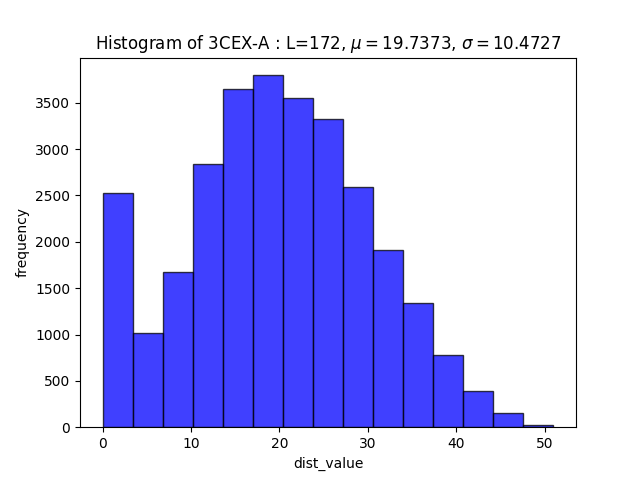 Histogram of 3CEX-A : L=172, μ = 19.7373, σ = 10.4727
3500
3000
2500
2000
1500
1000
500
0
frequency
0 10 20 30 40 50
dist_value